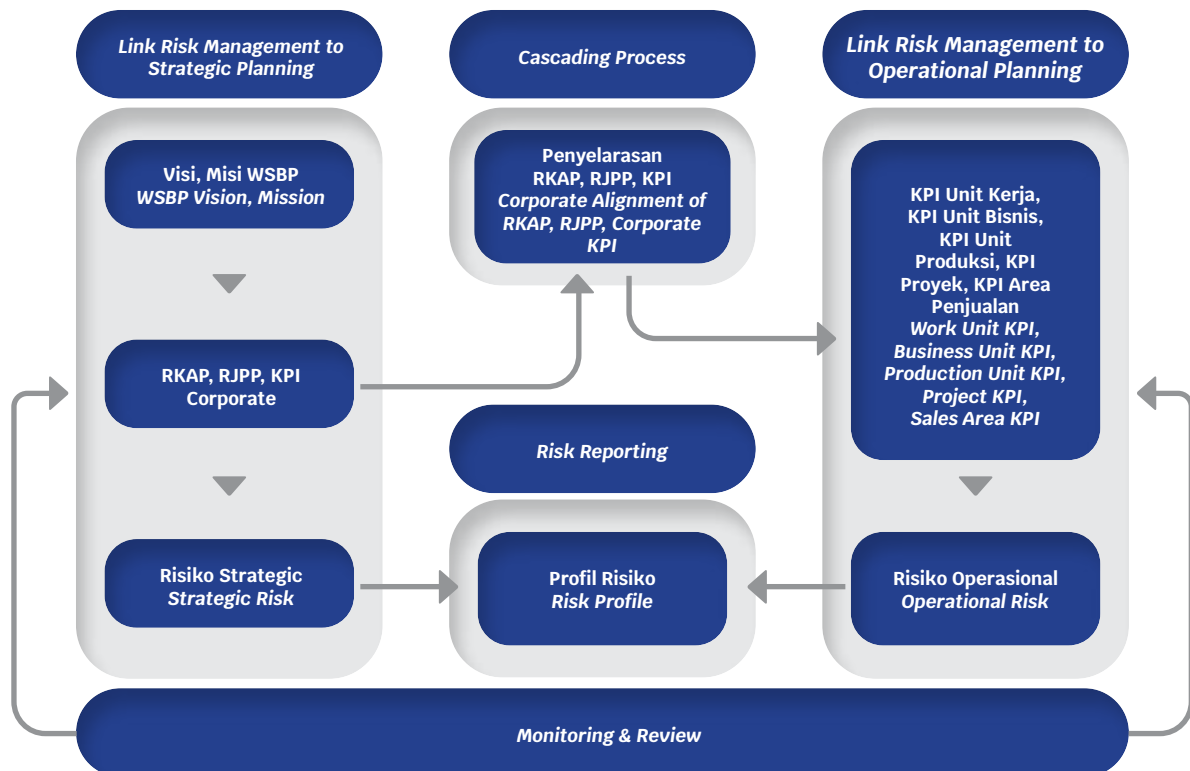 Link Risk Management to
Strategic Planning
Visi, Misi WSBP
WSBP Vision, Mission
RKAP, RJPP, KPI
Corporate
Risiko Strategic
Strategic Risk
Cascading Process
Penyelarasan
RKAP, RJPP, KPI
Corporate Alignment of
RKAP, RJPP, Corporate
KPI
Risk Reporting
Profil Risiko
Risk Profile
Link Risk Management to
Operational Planning
KPI Unit Kerja,
KPI Unit Bisnis,
KPI Unit
Produksi, KPI
Proyek, KPI Area
Penjualan
Work Unit KPI,
Business Unit KPI,
Production Unit KPI,
Project KPI,
Sales Area KPI
Risiko Operasional
Operational Risk
Monitoring & Review